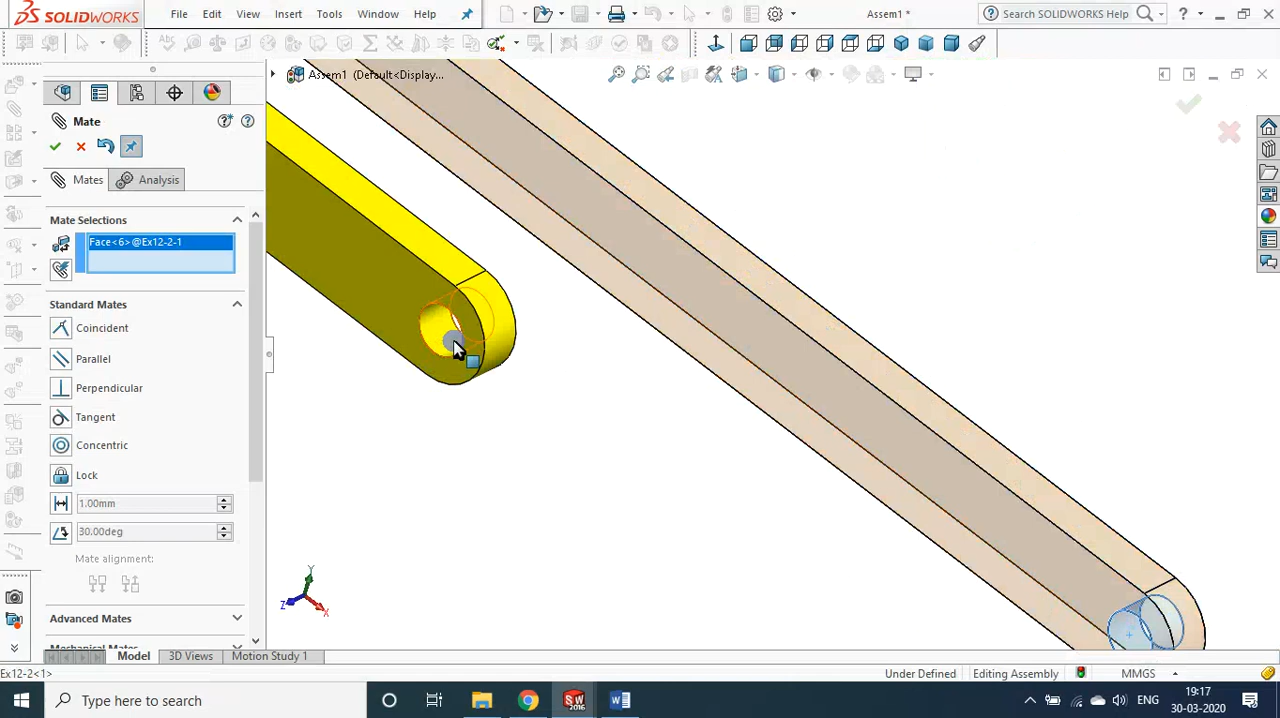 SOLIDWORKS File Edit View Insert Tools Window Help Assem1 * Search SOLIDWORKS Help
Assem1 (Default<Display...
Mate
Mates Analysis
Mate Selections
Face<6>@Ex12-2-1
Standard Mates
Coincident
Parallel
Perpendicular
Tangent
Concentric
Lock
1.00mm
30.00deg
Mate alignment:
Advanced Mates
Y
Z
X
Model 3D Views Motion Study 1
Ex12-2<1> Under Defined Editing Assembly MMGS
Type here to search ENG 19:17
30-03-2020